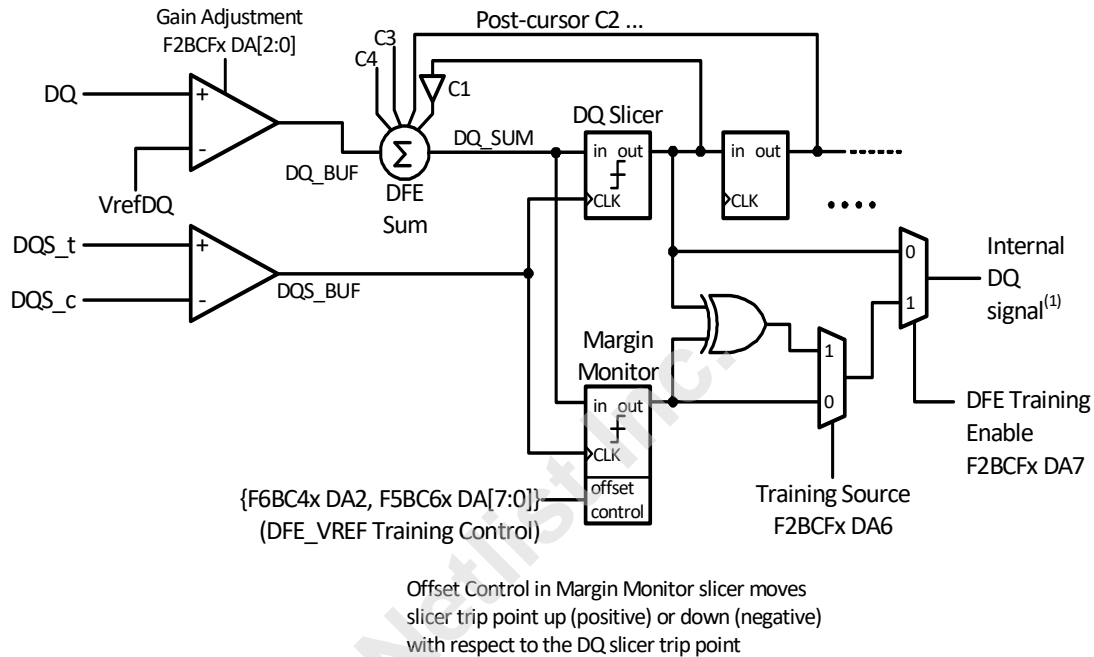 Gain Adjustment
F2BCFx DA[2:0]
Post-cursor C2 ...
C3
C4
C1
DQ
+
-
VrefDQ
DQ_BUF
Σ
DFE
Sum
DQ_SUM
DQ Slicer
in out
CLK
in out
CLK
DQS_t
+
DQS_c
-
DQS_BUF
Margin
Monitor
in out
CLK
offset
control
{F6BC4x DA2, F5BC6x DA[7:0]}
(DFE_VREF Training Control)
1
0
Training Source
F2BCFx DA6
0
1
Internal
DQ
signal(1)
DFE Training
Enable
F2BCFx DA7
Offset Control in Margin Monitor slicer moves
slicer trip point up (positive) or down (negative)
with respect to the DQ slicer trip point
Netlist Inc.